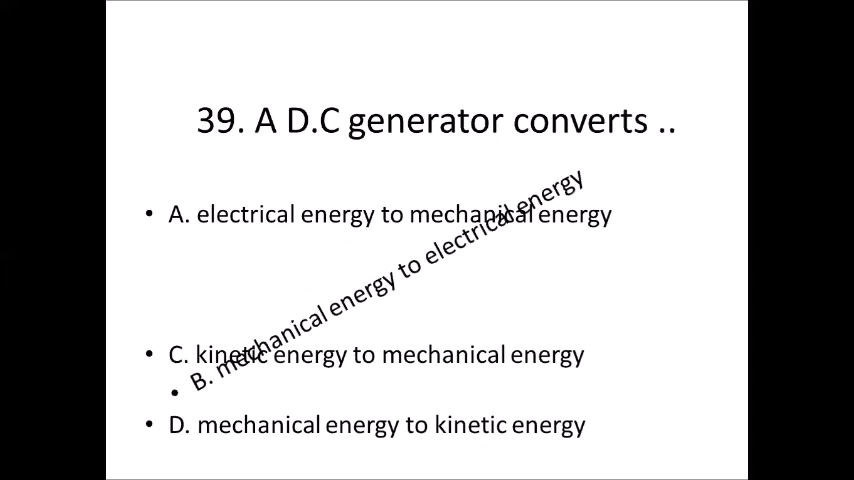 39. A D.C generator converts ..
• A. electrical energy to mechanical energy
• B. mechanical energy to electrical energy
• C. kinetic energy to mechanical energy
• D. mechanical energy to kinetic energy